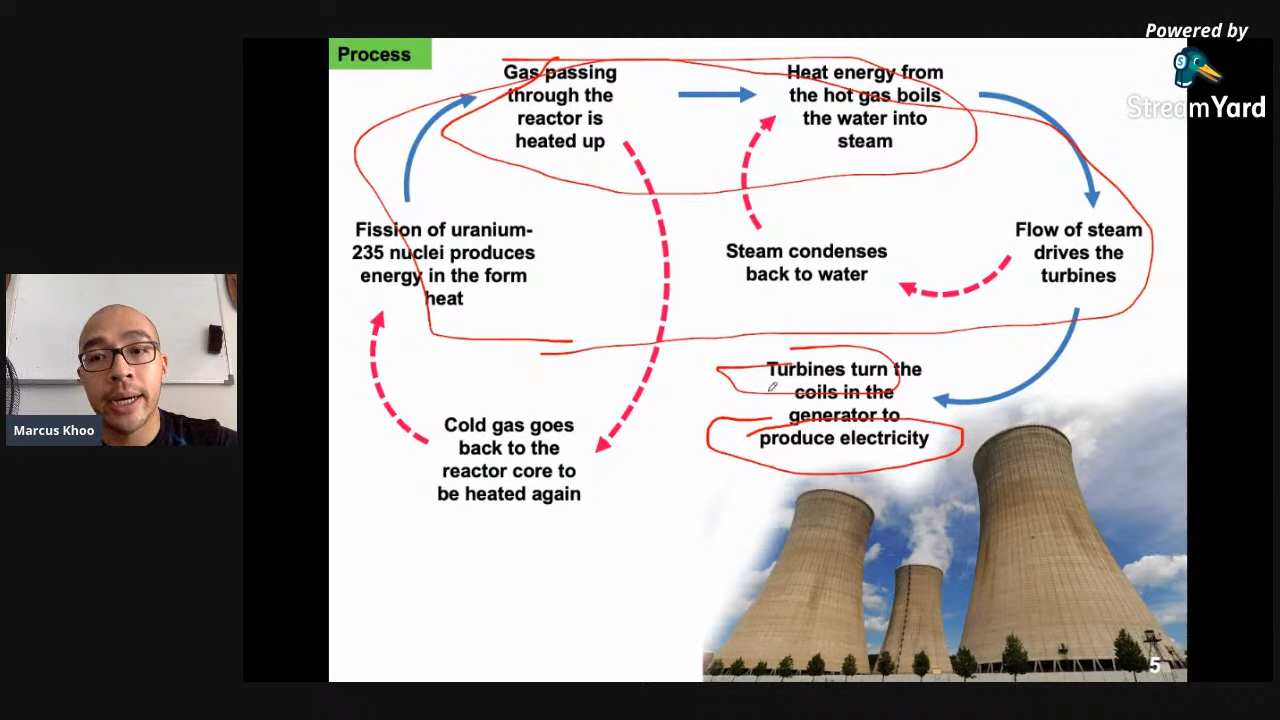 Powered by
StreamYard
Process
Gas passing
through the
reactor is
heated up
Heat energy from
the hot gas boils
the water into
steam
Fission of uranium-
235 nuclei produces
energy in the form
heat
Steam condenses
back to water
Flow of steam
drives the
turbines
Turbines turn the
coils in the
generator to
produce electricity
Cold gas goes
back to the
reactor core to
be heated again
Marcus Khoo
5